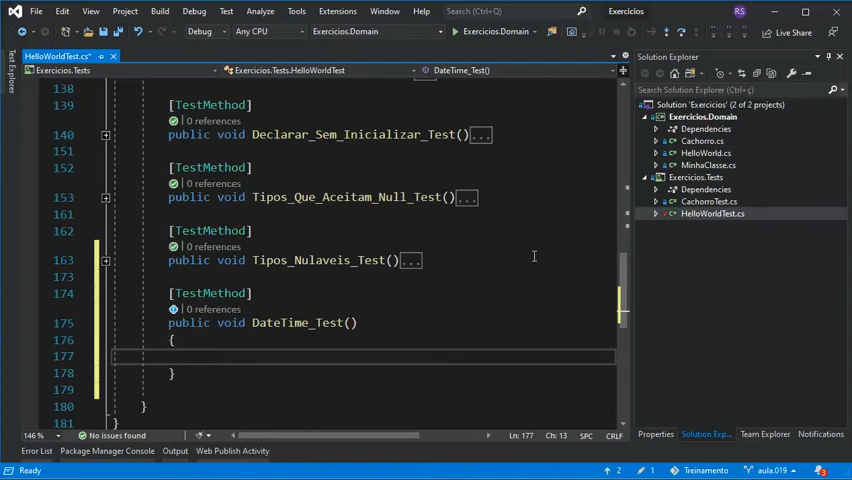 File Edit View Project Build Debug Test Analyze Tools Extensions Window Help Search (Ctrl+Q) Exercicios RS
Debug Any CPU Exercicios.Domain Exercicios.Domain Live Share
Test Explorer
HelloWorldTest.cs*
Exercicios.Tests Exercicios.Tests.HelloWorldTest DateTime_Test()
138
139 [TestMethod]
0 references
140 public void Declarar_Sem_Inicializar_Test()...
151
152 [TestMethod]
0 references
153 public void Tipos_Que_Aceitam_Null_Test()...
161
162 [TestMethod]
0 references
163 public void Tipos_Nulaveis_Test()...
173
174 [TestMethod]
0 references
175 public void DateTime_Test()
176 {
177
178 }
179
180 }
181 }
146 % No issues found Ln: 177 Ch: 13 SPC CRLF
Solution Explorer
Search Solution Explorer (Ctrl+ç)
Solution 'Exercicios' (2 of 2 projects)
Exercicios.Domain
Dependencies
Cachorro.cs
HelloWorld.cs
MinhaClasse.cs
Exercicios.Tests
Dependencies
CachorroTest.cs
HelloWorldTest.cs
Properties Solution Exp... Team Explorer Notifications
Error List Package Manager Console Output Web Publish Activity
Ready 2 1 Treinamento aula.019 3